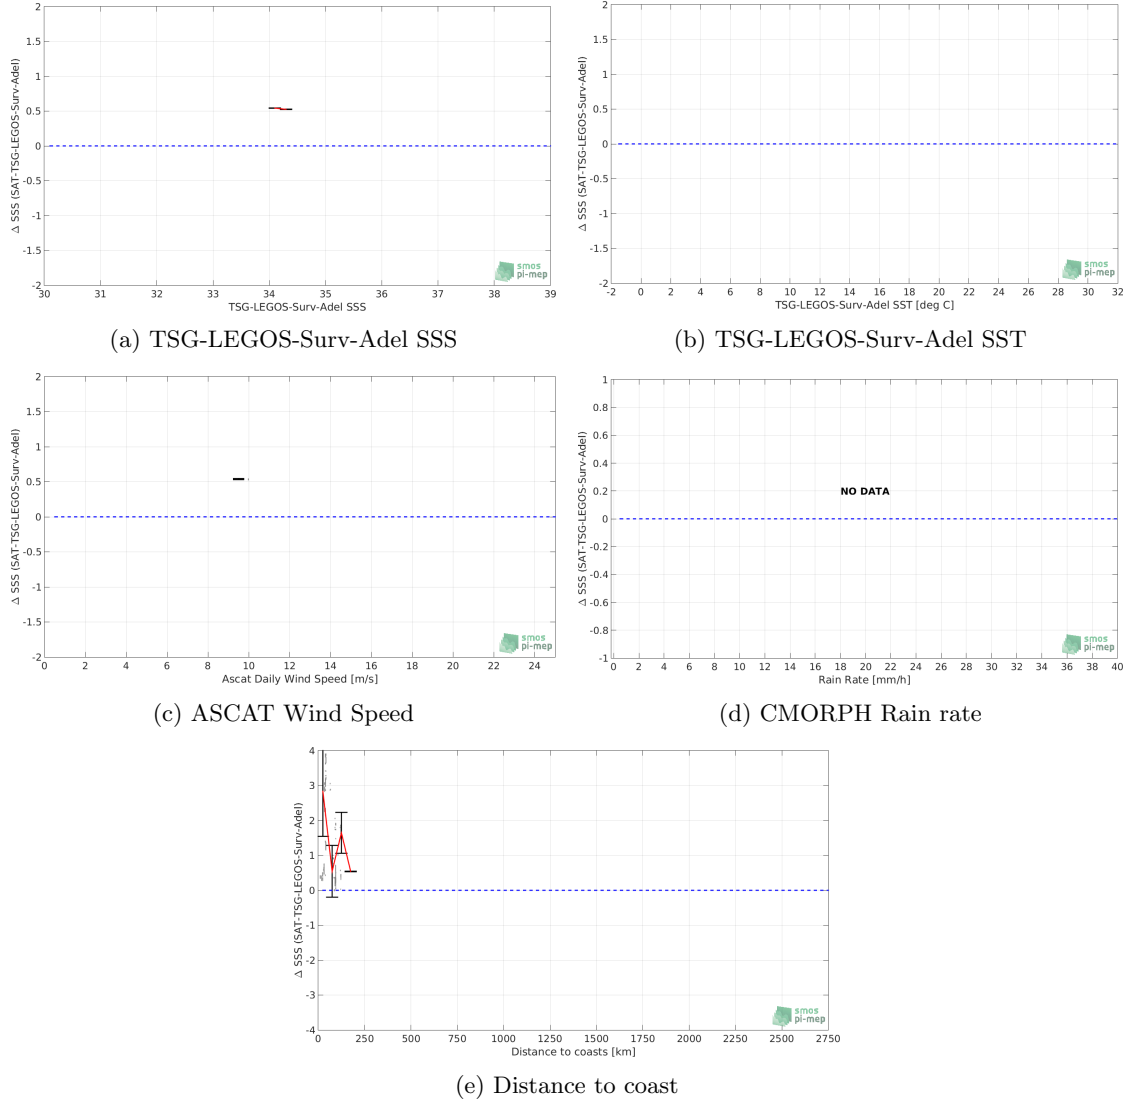 2
1.5
1
0.5
0
-0.5
-1
-1.5
-2
Δ SSS (SAT-TSG-LEGOS-Surv-Adel)
30 31 32 33 34 35 36 37 38 39
TSG-LEGOS-Surv-Adel SSS
smos
pi-mep
(a) TSG-LEGOS-Surv-Adel SSS
2
1.5
1
0.5
0
-0.5
-1
-1.5
-2
Δ SSS (SAT-TSG-LEGOS-Surv-Adel)
-2 0 2 4 6 8 10 12 14 16 18 20 22 24 26 28 30 32
TSG-LEGOS-Surv-Adel SST [deg C]
smos
pi-mep
(b) TSG-LEGOS-Surv-Adel SST
2
1.5
1
0.5
0
-0.5
-1
-1.5
-2
Δ SSS (SAT-TSG-LEGOS-Surv-Adel)
0 2 4 6 8 10 12 14 16 18 20 22 24
Ascat Daily Wind Speed [m/s]
smos
pi-mep
(c) ASCAT Wind Speed
1
0.8
0.6
0.4
0.2
0
-0.2
-0.4
-0.6
-0.8
-1
Δ SSS (SAT-TSG-LEGOS-Surv-Adel)
NO DATA
0 2 4 6 8 10 12 14 16 18 20 22 24 26 28 30 32 34 36 38 40
Rain Rate [mm/h]
smos
pi-mep
(d) CMORPH Rain rate
4
3
2
1
0
-1
-2
-3
-4
Δ SSS (SAT-TSG-LEGOS-Surv-Adel)
0 250 500 750 1000 1250 1500 1750 2000 2250 2500 2750
Distance to coasts [km]
smos
pi-mep
(e) Distance to coast